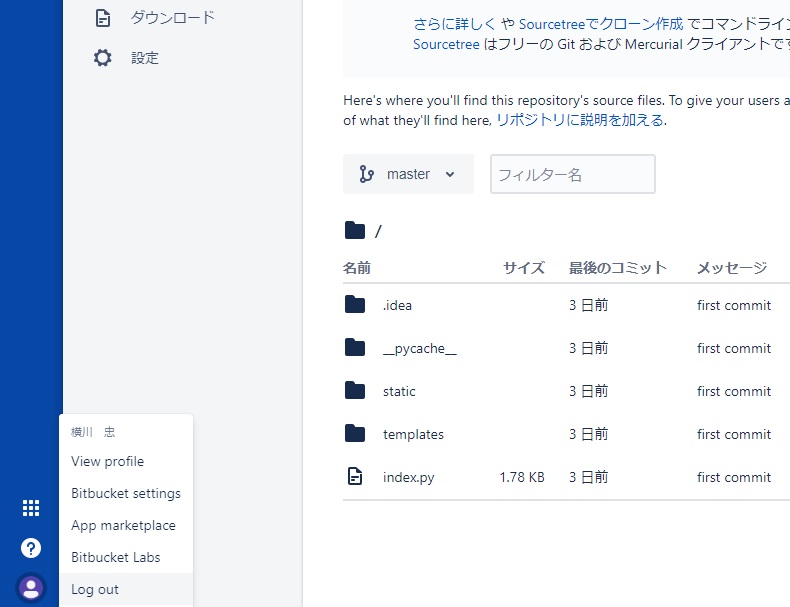 ダウンロード
設定
さらに詳しく や Sourcetreeでクローン作成 でコマンドライン
Sourcetree はフリーの Git および Mercurial クライアントです
Here's where you'll find this repository's source files. To give your users a
of what they'll find here, リポジトリに説明を加える.
master
フィルター名
/
名前 サイズ 最後のコミット メッセージ
.idea 3 日前 first commit
__pycache__ 3 日前 first commit
static 3 日前 first commit
templates 3 日前 first commit
index.py 1.78 KB 3 日前 first commit
横川 忠
View profile
Bitbucket settings
App marketplace
Bitbucket Labs
Log out